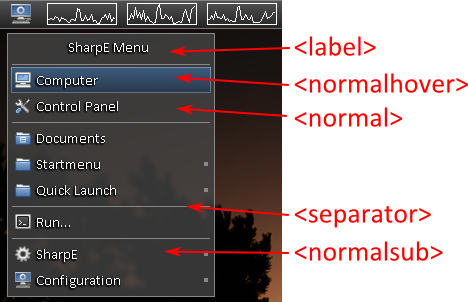 SharpE Menu
<label>
Computer
<normalhover>
Control Panel
<normal>
Documents
Startmenu
Quick Launch
<separator>
Run...
SharpE
<normalsub>
Configuration